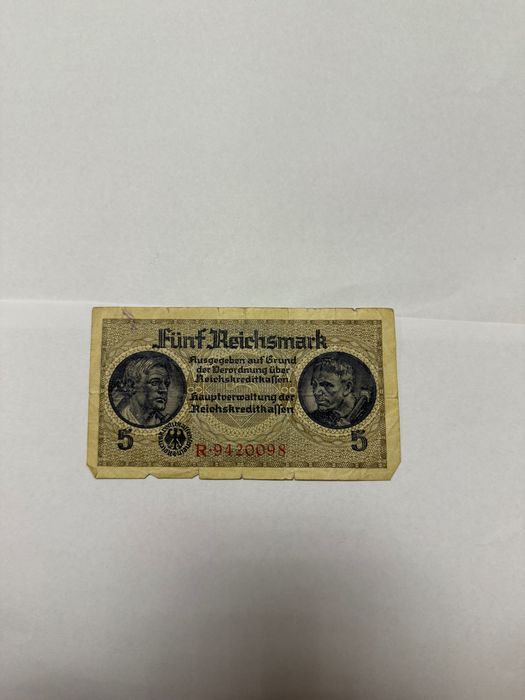 Fünf Reichsmark
Ausgegeben auf Grund
der Verordnung über
Reichskreditkassen.
Hauptverwaltung der
Reichskreditkassen
5
5
R·9420098